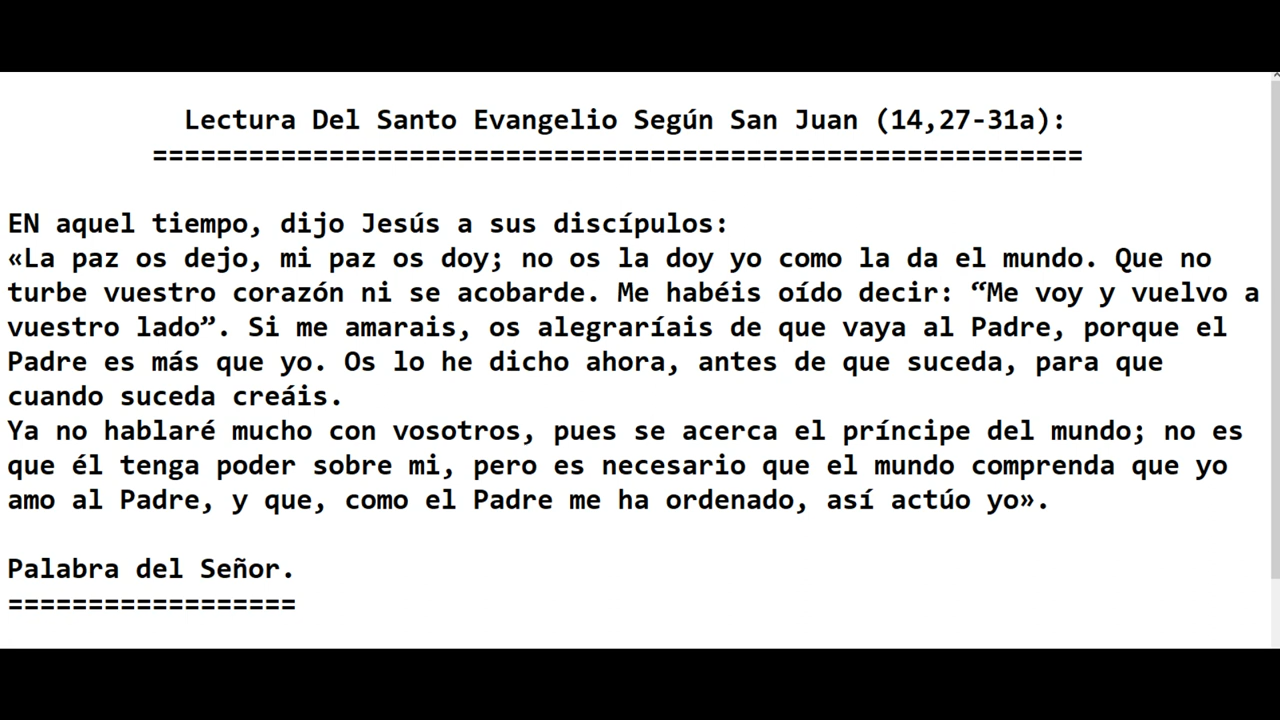 Lectura Del Santo Evangelio Según San Juan (14,27-31a):
==========================================================
EN aquel tiempo, dijo Jesús a sus discípulos:
«La paz os dejo, mi paz os doy; no os la doy yo como la da el mundo. Que no
turbe vuestro corazón ni se acobarde. Me habéis oído decir: “Me voy y vuelvo a
vuestro lado”. Si me amarais, os alegraríais de que vaya al Padre, porque el
Padre es más que yo. Os lo he dicho ahora, antes de que suceda, para que
cuando suceda creáis.
Ya no hablaré mucho con vosotros, pues se acerca el príncipe del mundo; no es
que él tenga poder sobre mi, pero es necesario que el mundo comprenda que yo
amo al Padre, y que, como el Padre me ha ordenado, así actúo yo».
Palabra del Señor.
==================